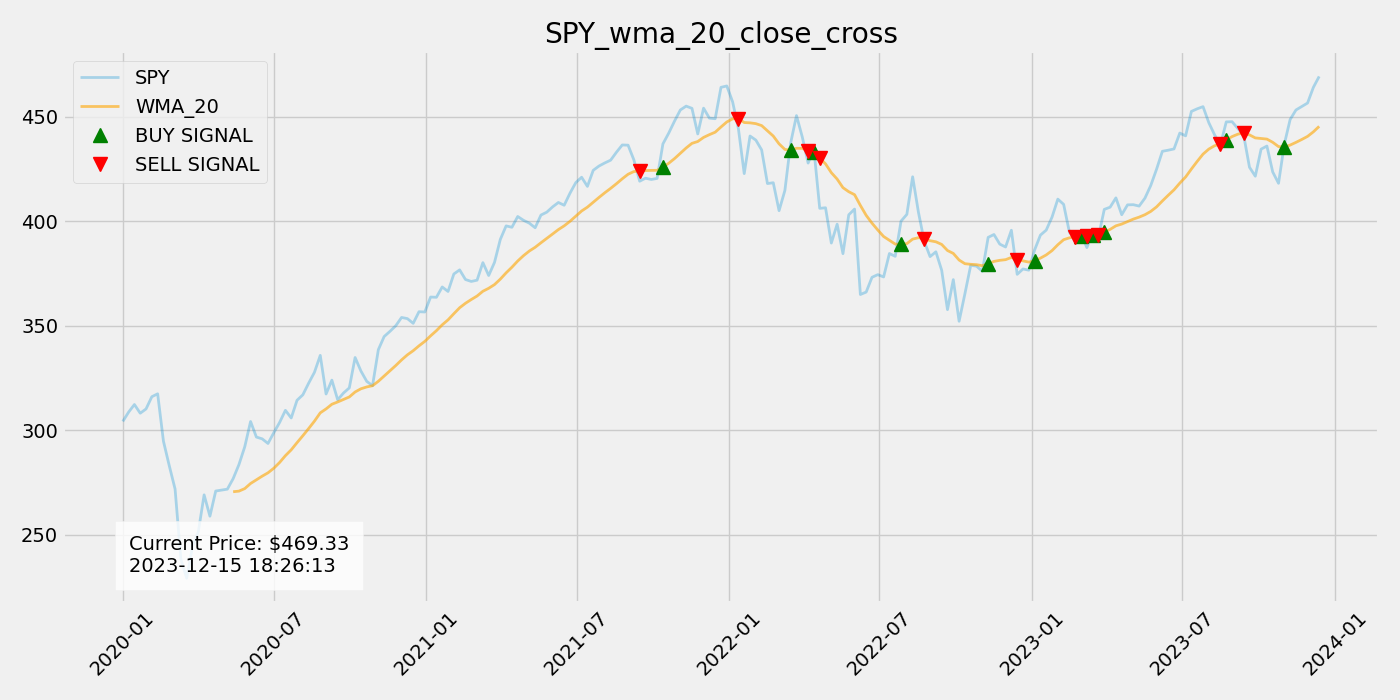 SPY_wma_20_close_cross
SPY
WMA_20
BUY SIGNAL
SELL SIGNAL
450
400
350
300
250
Current Price: $469.33
2023-12-15 18:26:13
2020-01
2020-07
2021-01
2021-07
2022-01
2022-07
2023-01
2023-07
2024-01